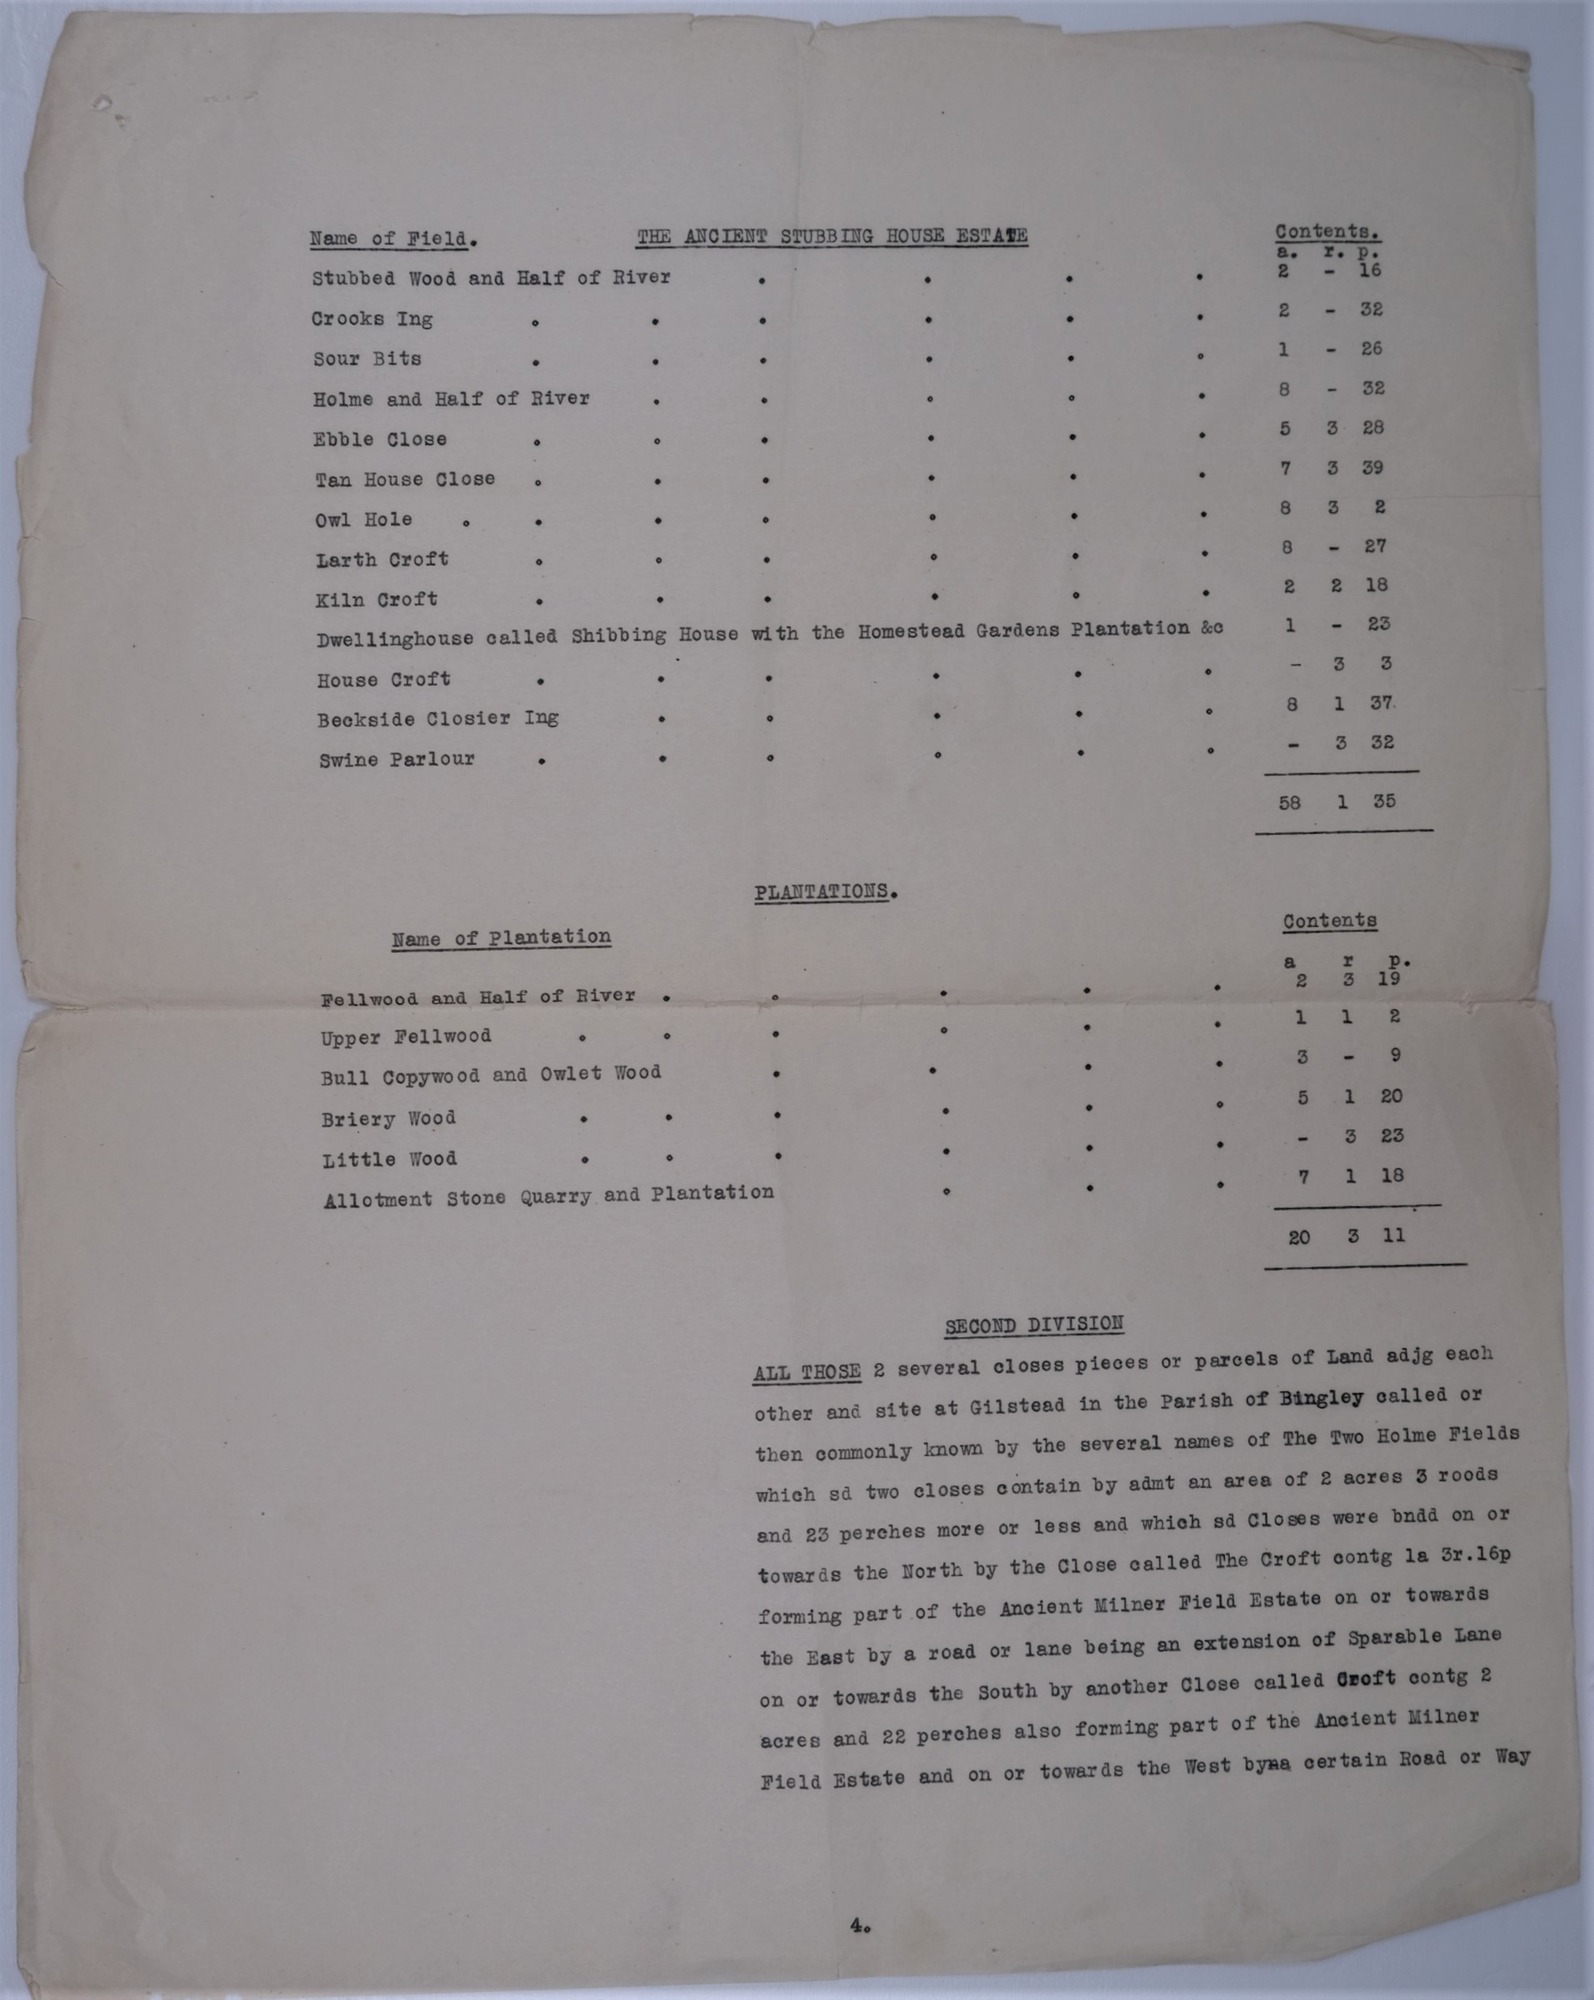 Name of Field. THE ANCIENT STUBBING HOUSE ESTATE Contents.
a. r. p.
Stubbed Wood and Half of River . . . . 2 - 16
Crooks Ing . . . . . . 2 - 32
Sour Bits . . . . . . 1 - 26
Holme and Half of River . . . . . 8 - 32
Ebble Close . . . . . . 5 3 28
Tan House Close . . . . . . 7 3 39
Owl Hole . . . . . . . 8 3 2
Larth Croft . . . . . . 8 - 27
Kiln Croft . . . . . . 2 2 18
Dwellinghouse called Shibbing House with the Homestead Gardens Plantation &c 1 - 23
House Croft . . . . . . - 3 3
Beckside Closier Ing . . . . . 8 1 37
Swine Parlour . . . . . . - 3 32
58 1 35
PLANTATIONS.
Name of Plantation Contents
a r p.
Fellwood and Half of River . . . . . 2 3 19
Upper Fellwood . . . . . . 1 1 2
Bull Copywood and Owlet Wood . . . . 3 - 9
Briery Wood . . . . . . 5 1 20
Little Wood . . . . . . - 3 23
Allotment Stone Quarry and Plantation . . . 7 1 18
20 3 11
SECOND DIVISION
ALL THOSE 2 several closes pieces or parcels of Land adjg each
other and site at Gilstead in the Parish of Bingley called or
then commonly known by the several names of The Two Holme Fields
which sd two closes contain by admt an area of 2 acres 3 roods
and 23 perches more or less and which sd Closes were bndd on or
towards the North by the Close called The Croft contg 1a 3r.16p
forming part of the Ancient Milner Field Estate on or towards
the East by a road or lane being an extension of Sparable Lane
on or towards the South by another Close called Croft contg 2
acres and 22 perches also forming part of the Ancient Milner
Field Estate and on or towards the West by a certain Road or Way
4.